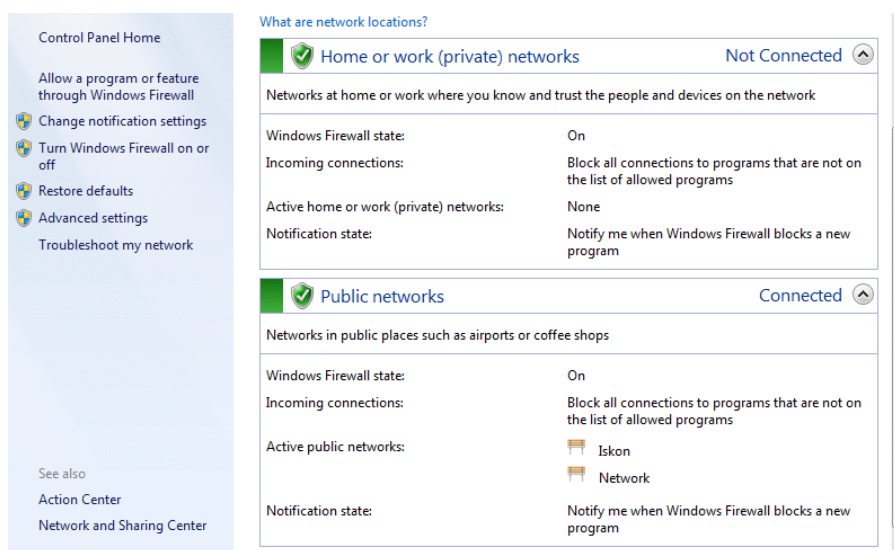 Control Panel Home
Allow a program or feature
through Windows Firewall
Change notification settings
Turn Windows Firewall on or
off
Restore defaults
Advanced settings
Troubleshoot my network
See also
Action Center
Network and Sharing Center
What are network locations?
Home or work (private) networks Not Connected
Networks at home or work where you know and trust the people and devices on the network
Windows Firewall state: On
Incoming connections: Block all connections to programs that are not on
the list of allowed programs
Active home or work (private) networks: None
Notification state: Notify me when Windows Firewall blocks a new
program
Public networks Connected
Networks in public places such as airports or coffee shops
Windows Firewall state: On
Incoming connections: Block all connections to programs that are not on
the list of allowed programs
Active public networks: Iskon
Network
Notification state: Notify me when Windows Firewall blocks a new
program